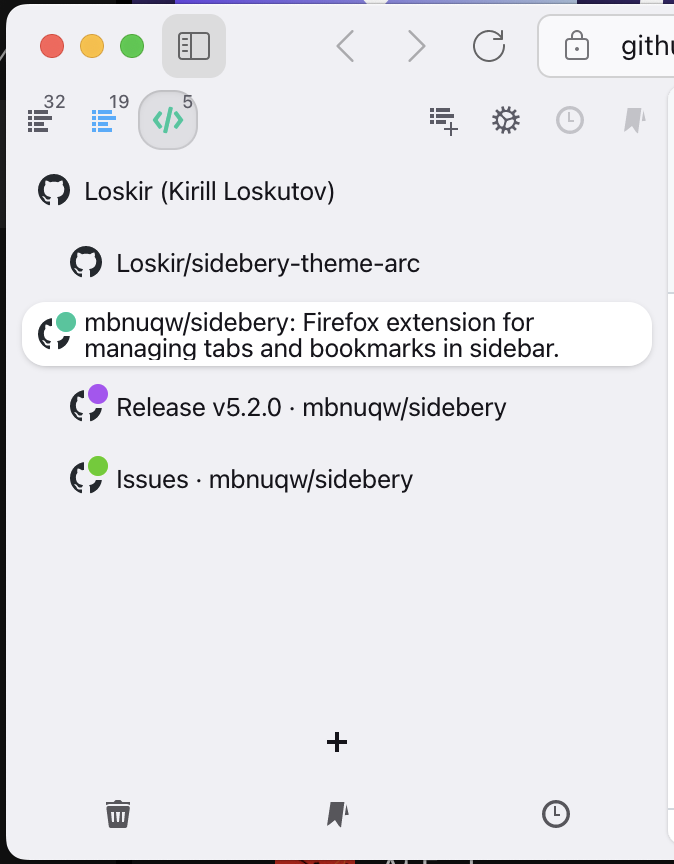 githu
32
19
5
Loskir (Kirill Loskutov)
Loskir/sidebery-theme-arc
mbnuqw/sidebery: Firefox extension for
managing tabs and bookmarks in sidebar.
Release v5.2.0 · mbnuqw/sidebery
Issues · mbnuqw/sidebery